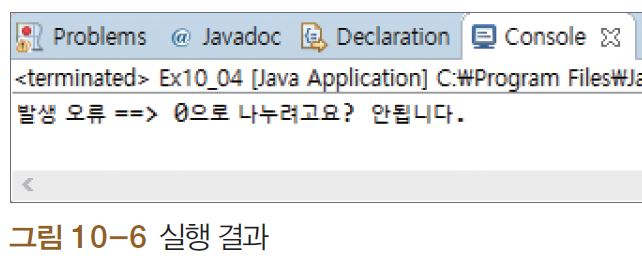 Problems @ Javadoc Declaration Console
<terminated> Ex10_04 [Java Application] C:₩Program Files₩Ja
발생 오류 ==> 0으로 나누려고요? 안됩니다.
그림 10-6 실행 결과